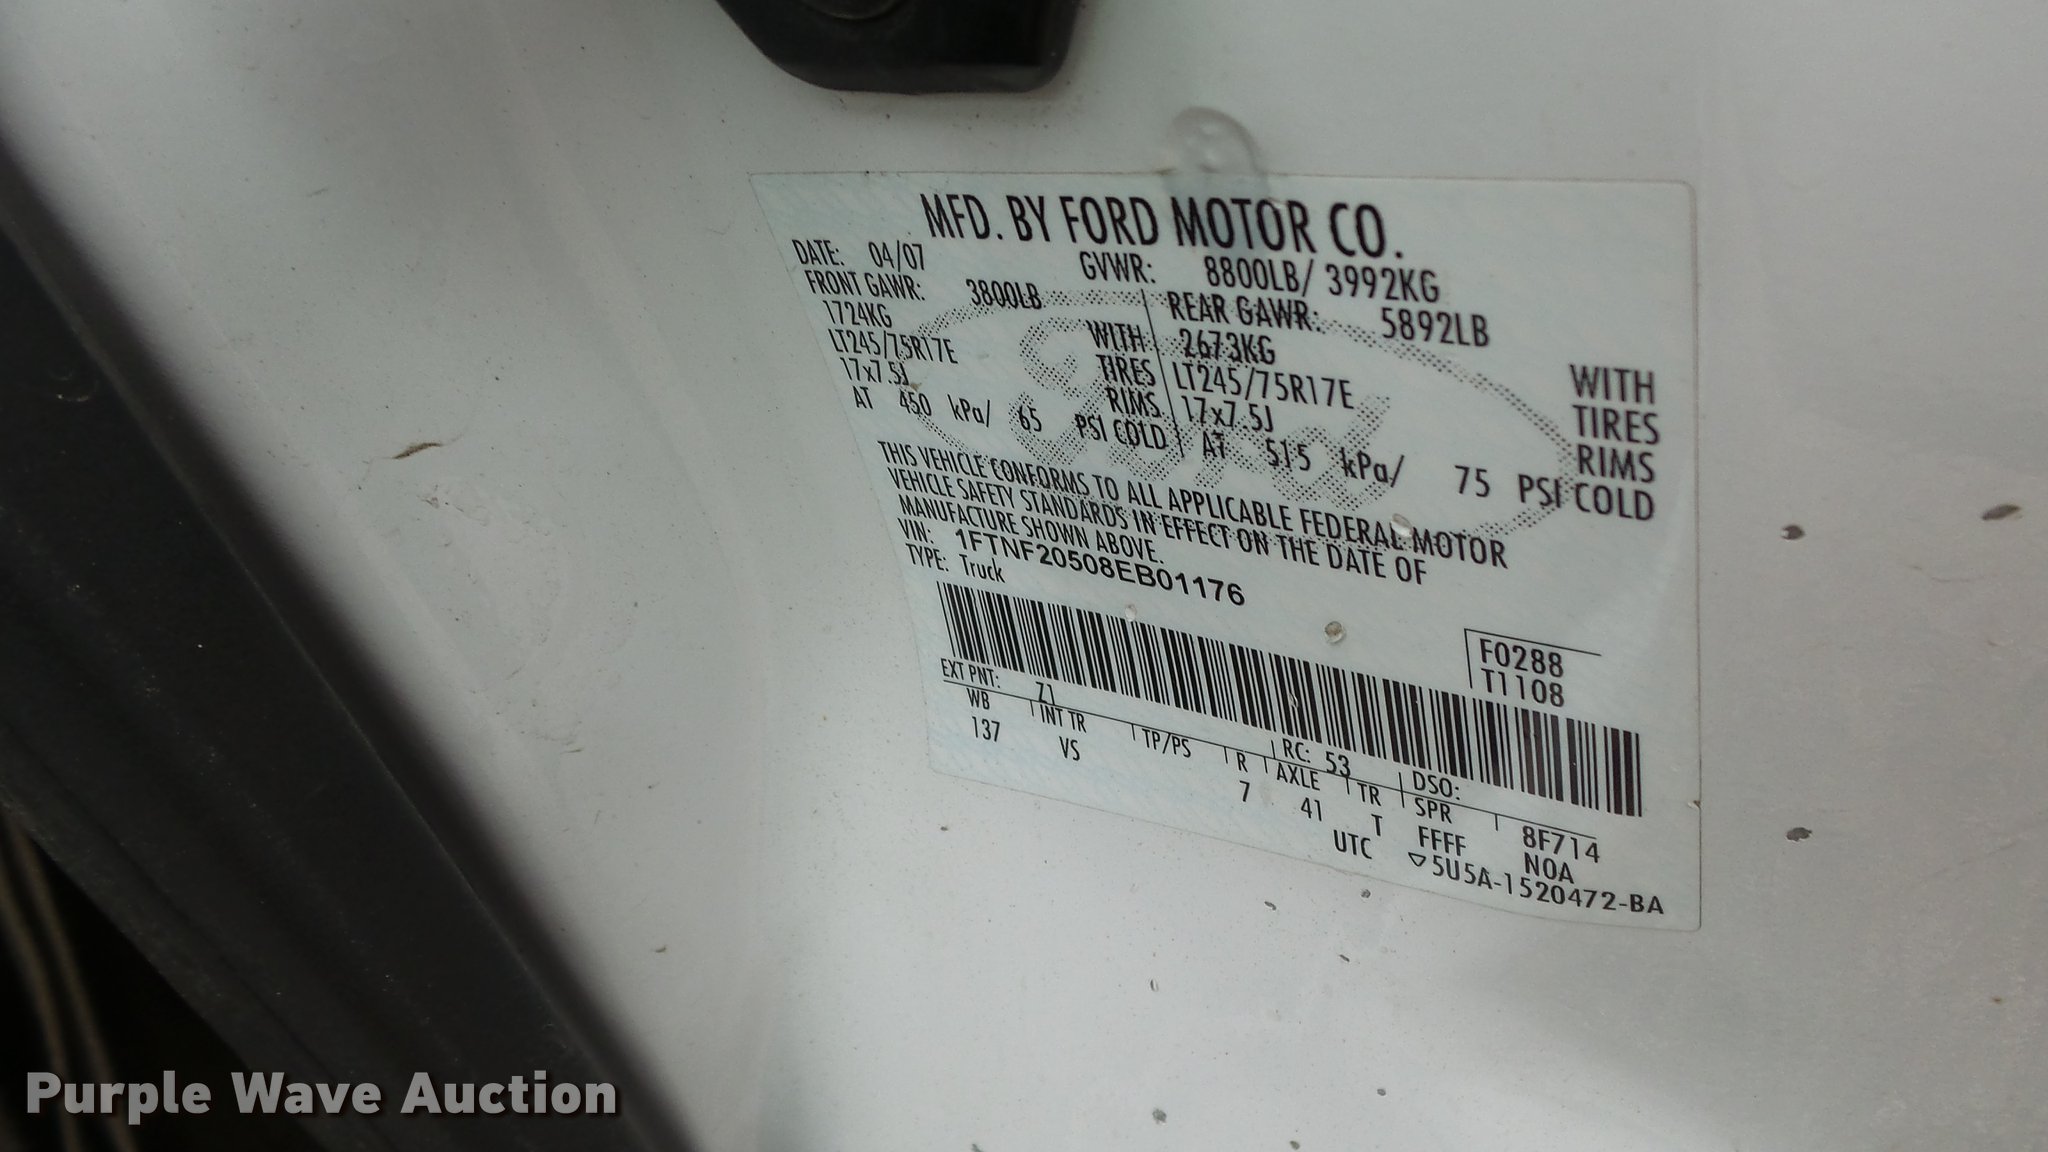 MFD. BY FORD MOTOR CO.
DATE: 04/07 GVWR: 8800LB/ 3992KG
FRONT GAWR: 3800LB REAR GAWR: 5892LB
1724KG WITH 2673KG WITH
LT245/75R17E TIRES LT245/75R17E TIRES
17x7.5J RIMS 17x7.5J RIMS
AT 450 kPa/ 65 PSI COLD AT 515 kPa/ 75 PSI COLD
THIS VEHICLE CONFORMS TO ALL APPLICABLE FEDERAL MOTOR
VEHICLE SAFETY STANDARDS IN EFFECT ON THE DATE OF
MANUFACTURE SHOWN ABOVE.
VIN: 1FTNF20508EB01176
TYPE: Truck
F0288
T1108
EXT PNT: Z1 RC: 53 DSO:
WB INT TR TP/PS R AXLE TR SPR 8F714
137 VS 7 41 T FFFF N0A
UTC ▽5U5A-1520472-BA
Ford
Purple Wave Auction